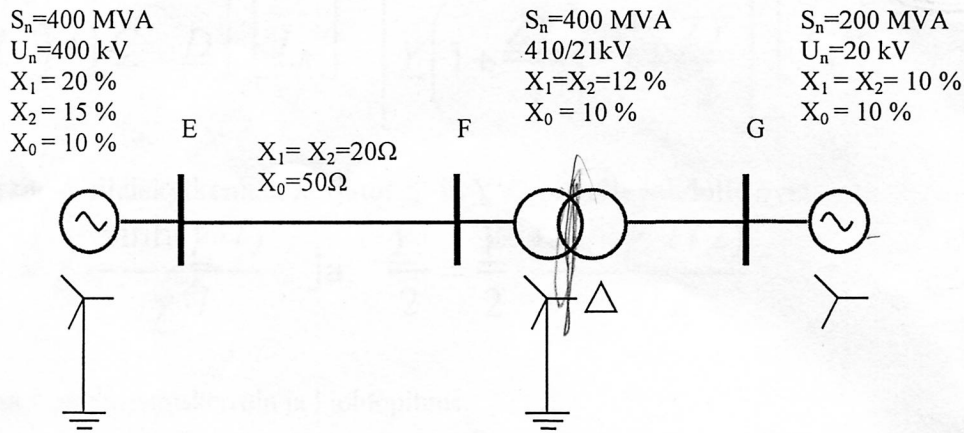 Sn=400 MVA
Un=400 kV
X1 = 20 %
X2 = 15 %
X0 = 10 %
E
X1= X2=20Ω
X0=50Ω
F
Sn=400 MVA
410/21kV
X1=X2=12 %
X0 = 10 %
G
Sn=200 MVA
Un=20 kV
X1 = X2= 10 %
X0 = 10 %